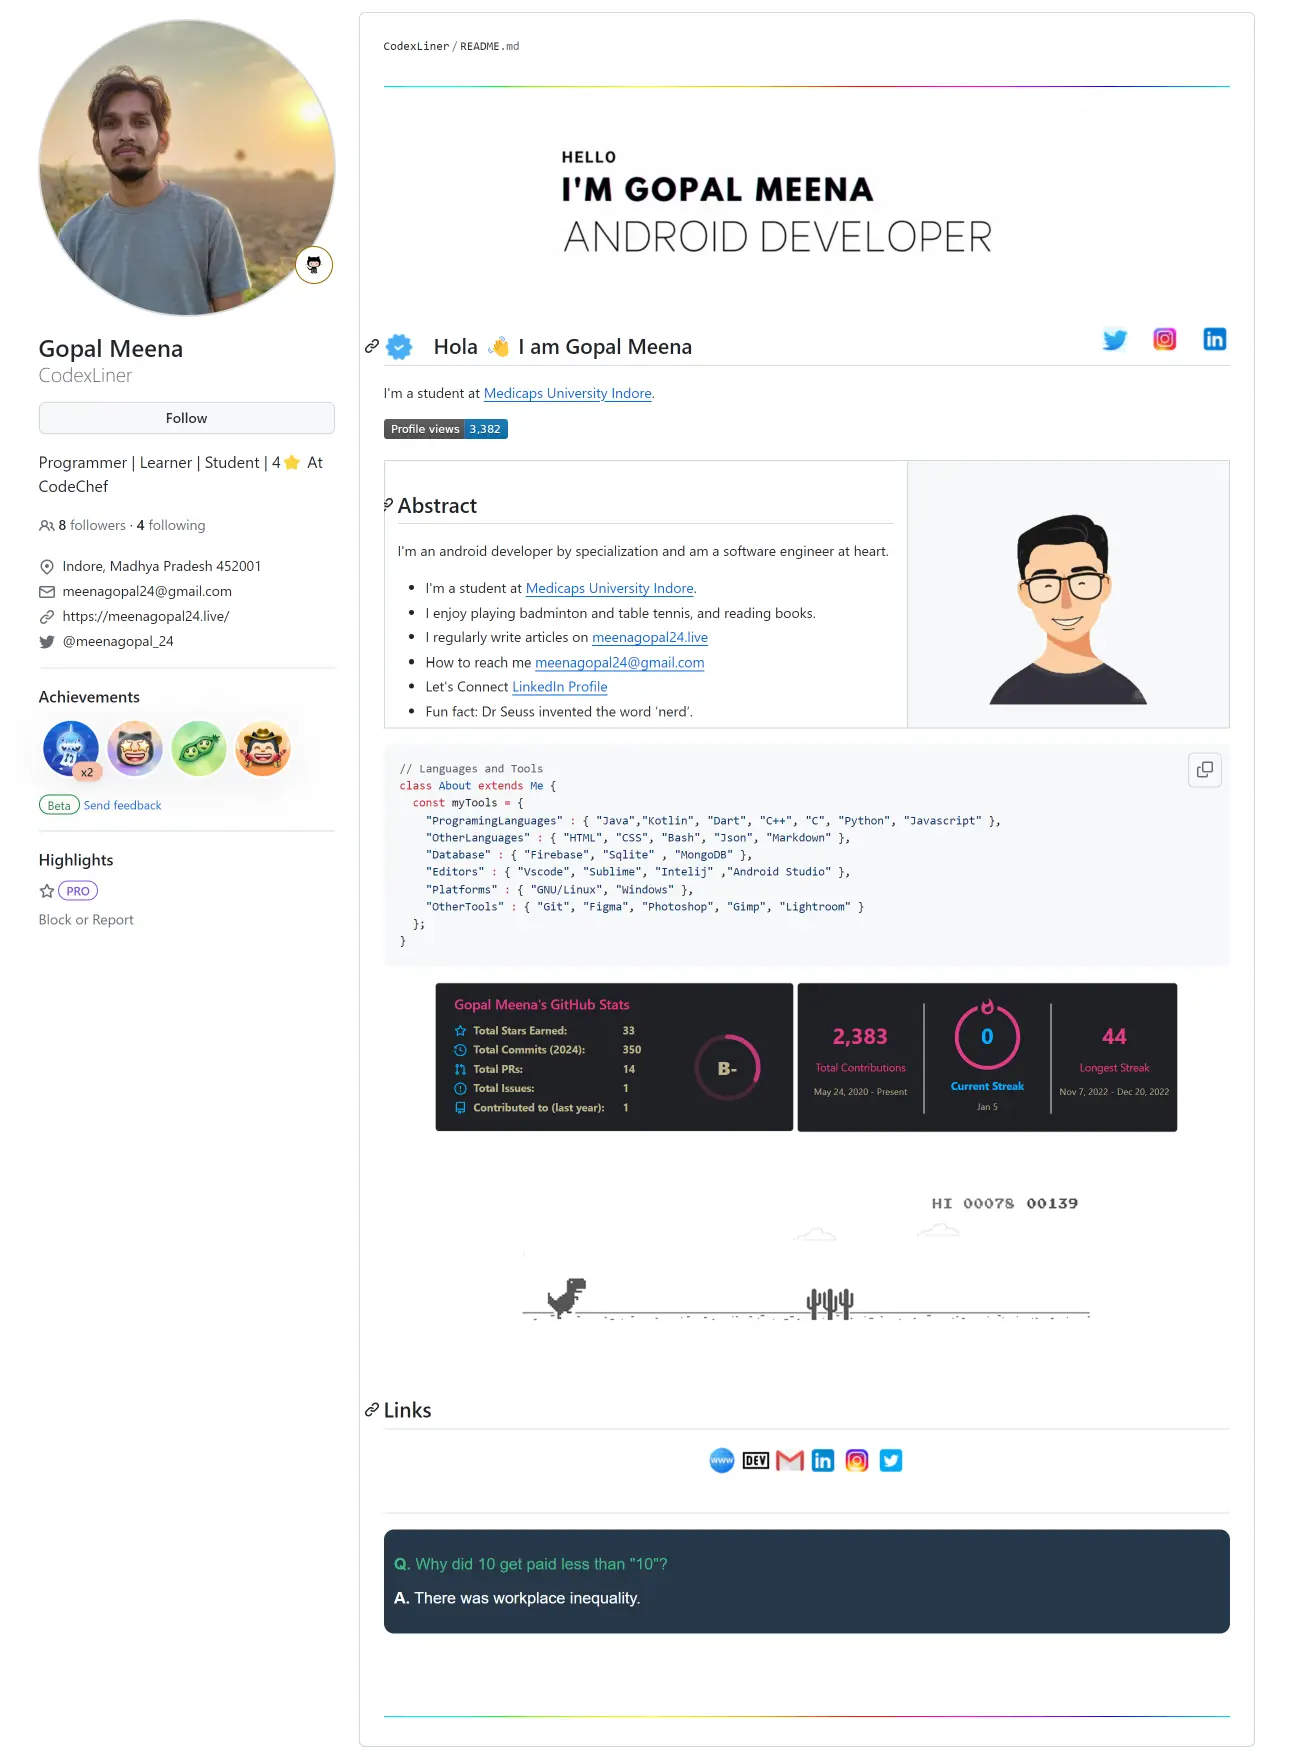 Gopal Meena
CodexLiner
Follow
Programmer | Learner | Student | 4⭐ At
CodeChef
8 followers · 4 following
Indore, Madhya Pradesh 452001
meenagopal24@gmail.com
https://meenagopal24.live/
@meenagopal_24
Achievements
x2
Beta Send feedback
Highlights
PRO
Block or Report
CodexLiner / README.md
HELLO
I'M GOPAL MEENA
ANDROID DEVELOPER
Hola 👋 I am Gopal Meena
I'm a student at Medicaps University Indore.
Profile views 3,382
Abstract
I'm an android developer by specialization and am a software engineer at heart.
• I'm a student at Medicaps University Indore.
• I enjoy playing badminton and table tennis, and reading books.
• I regularly write articles on meenagopal24.live
• How to reach me meenagopal24@gmail.com
• Let's Connect LinkedIn Profile
• Fun fact: Dr Seuss invented the word ‘nerd’.
// Languages and Tools
class About extends Me {
  const myTools = {
    "ProgramingLanguages" : { "Java","Kotlin", "Dart", "C++", "C", "Python", "Javascript" },
    "OtherLanguages" : { "HTML", "CSS", "Bash", "Json", "Markdown" },
    "Database" : { "Firebase", "Sqlite" , "MongoDB" },
    "Editors" : { "Vscode", "Sublime", "Intelij" ,"Android Studio" },
    "Platforms" : { "GNU/Linux", "Windows" },
    "OtherTools" : { "Git", "Figma", "Photoshop", "Gimp", "Lightroom" }
  };
}
Gopal Meena's GitHub Stats
Total Stars Earned: 33
Total Commits (2024): 350
Total PRs: 14
Total Issues: 1
Contributed to (last year): 1
B-
2,383
Total Contributions
May 24, 2020 - Present
0
Current Streak
Jan 5
44
Longest Streak
Nov 7, 2022 - Dec 20, 2022
HI 00078 00139
Links
www DEV in
Q. Why did 10 get paid less than "10"?
A. There was workplace inequality.